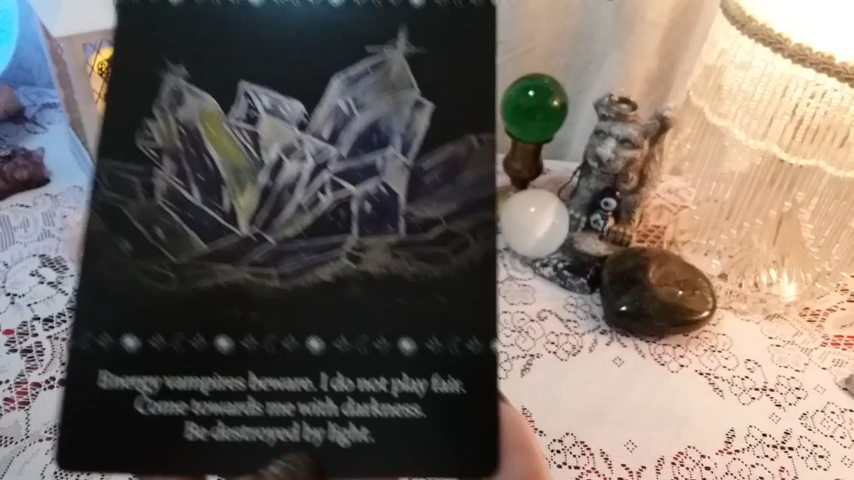 Energy vampires beware. I do not play fair.
Come towards me with darkness.
Be destroyed by light.